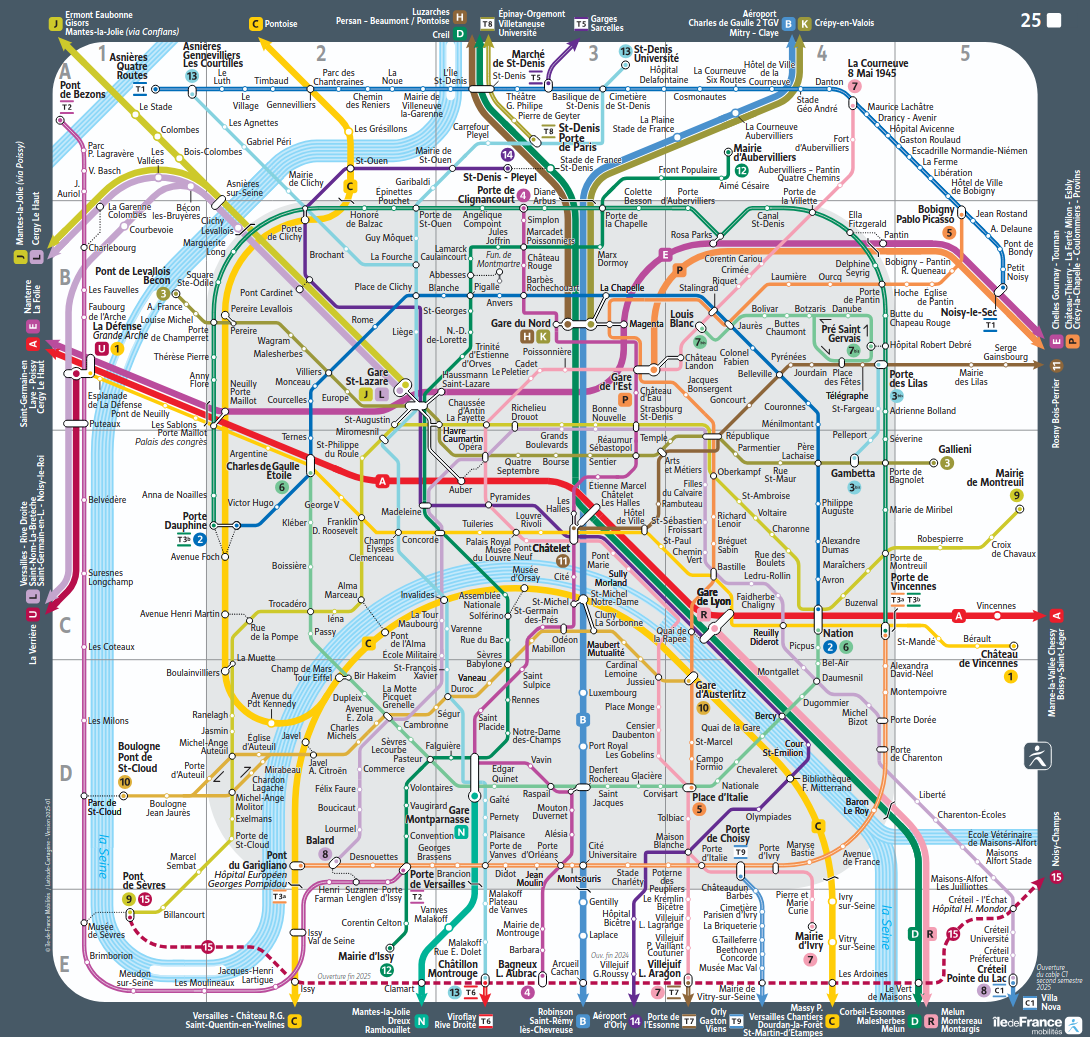 J
Ermont Eaubonne
Gisors
Mantes-la-Jolie (via Conflans)
C Pontoise
Luzarches H
Persan – Beaumont / Pontoise
Creil D
T8
Épinay-Orgemont
Villetaneuse
Université
T5
Garges
Sarcelles
Aéroport
Charles de Gaulle 2 TGV
Mitry – Claye
B K Crépy-en-Valois
25
1
2
3
4
5
A
B
C
D
E
Asnières
Quatre
Routes
T1
Asnières
Gennevilliers
Les Courtilles
13
Le
Luth
Timbaud
Parc des
Chanteraines
La
Noue
L'Île
St-Denis
Marché
de St-Denis
T5
St-Denis
13 St-Denis
Université
Hôpital
Delafontaine
La Courneuve
Six Routes
Hôtel de Ville
de la
Courneuve
Danton
La Courneuve
8 Mai 1945
7
Pont
de Bezons
T2
Le Stade
Le
Village
Gennevilliers
Chemin
des Reniers
Mairie de
Villeneuve
la-Garenne
Théâtre
G. Philipe
Pierre de Geyter
Basilique de
St-Denis
Cimetière
de St-Denis
Cosmonautes
Stade
Géo André
Maurice Lachâtre
Drancy - Avenir
Hôpital Avicenne
Gaston Roulaud
Escadrille Normandie-Niémen
La Ferme
Libération
Hôtel de Ville
de Bobigny
Les Agnettes
Gabriel Péri
Les Grésillons
Carrefour
Pleyel
T8
St-Denis
Porte
de Paris
La Plaine
Stade de France
La Courneuve
Aubervilliers
Fort
d'Aubervilliers
Colombes
Les
Vallées
Bois-Colombes
Parc
P. Lagravère
V. Basch
J.
Auriol
St-Ouen
Mairie de
St-Ouen
14
St-Denis - Pleyel
Stade de France
Mairie
d'Aubervilliers
12
Front Populaire
Aimé Césaire
Aubervilliers – Pantin
Quatre Chemins
Mairie
de Clichy
C
Garibaldi
Porte de
Clignancourt
4
Diane
Arbus
Colette
Besson
Porte
d'Aubervilliers
Porte de
la Villette
Asnières
sur-Seine
Epinettes
Pouchet
La Garenne
Colombes
Bécon
les-Bruyères
Courbevoie
Clichy
Levallois
Marguerite
Long
Porte
de Clichy
Honoré
de Balzac
Porte de
St-Ouen
Angélique
Compoint
Simplon
Porte de
la Chapelle
Canal
St-Denis
Ella
Fitzgerald
Bobigny
Pablo Picasso
5
Jean Rostand
A. Delaune
Pont de
Bondy
Petit
Noisy
Charlebourg
Guy Môquet
La Fourche
Jules
Joffrin
Marcadet
Poissonniers
Marx
Dormoy
Rosa Parks
Pantin
Lamarck
Caulaincourt
Château
Rouge
Brochant
Fun. de
Montmartre
Abbesses
Barbès
Rochechouart
E
P
Corentin Cariou
Crimée
Riquet
Delphine
Seyrig
Bobigny – Pantin
R. Queneau
Pont de Levallois
Bécon
3
Square
Ste-Odile
Pont Cardinet
Place de Clichy
Blanche
Pigalle
Anvers
La Chapelle
Stalingrad
Laumière
Ourcq
Porte
de Pantin
Hoche
Eglise
de Pantin
Noisy-le-Sec
T1
Les Fauvelles
A. France
Louise Michel
Porte
de Champerret
Pereire Levallois
Pereire
Rome
Liège
St-Georges
N.-D.
de-Lorette
Gare du Nord
H K
Magenta
Louis
Blanc
7bis
Jaurès
Bolivar
Botzaris
Danube
Buttes
Chaumont
Pré Saint
Gervais
7bis
Butte du
Chapeau Rouge
Faubourg
de l'Arche
La Défense
Grande Arche
U 1
Wagram
Malesherbes
Thérèse Pierre
Trinité
d'Estienne
d'Orves
Poissonnière
Cadet
Le Peletier
Château
Landon
Colonel
Fabien
Pyrénées
Belleville
Jourdain
Place
des Fêtes
Télégraphe
Hôpital Robert Debré
Serge
Gainsbourg
Mairie
des Lilas
Porte
des Lilas
3bis
Anny
Flore
Villiers
Monceau
Courcelles
Europe
Gare
St-Lazare
J L
Haussmann
Saint-Lazare
Gare
de l'Est
P
Château
d'Eau
Jacques
Bonsergent
Goncourt
Couronnes
Ménilmontant
St-Fargeau
Pelleport
Adrienne Bolland
Séverine
Neuilly
Porte
Maillot
Esplanade
de La Défense
Pont de Neuilly
Puteaux
Les Sablons
Porte Maillot
Palais des congrès
St-Augustin
Miromesnil
Chaussée
d'Antin
La Fayette
Richelieu
Drouot
Bonne
Nouvelle
Strasbourg
St-Denis
Ternes
St-Philippe
du Roule
Havre
Caumartin
Opéra
Grands
Boulevards
Réaumur
Sébastopol
Temple
République
Parmentier
Père
Lachaise
Gallieni
3
Argentine
Charles de Gaulle
Étoile
6
Auber
Quatre
Septembre
Bourse
Sentier
Arts
et Métiers
Oberkampf
Rue
St-Maur
Gambetta
3bis
Porte de
Bagnolet
Mairie
de Montreuil
9
Belvédère
Anna de Noailles
Porte
Dauphine
T3b 2
Victor Hugo
George V
Kléber
Madeleine
Pyramides
Etienne Marcel
Châtelet
Les Halles
Les
Halles
Filles
du Calvaire
Rambuteau
St-Ambroise
Voltaire
Charonne
Philippe
Auguste
Marie de Miribel
Franklin
D. Roosevelt
Tuileries
Louvre
Rivoli
Hôtel
de Ville
St-Sébastien
Froissart
St-Paul
Richard
Lenoir
Bréguet
Sabin
Alexandre
Dumas
Robespierre
Croix
de Chavaux
Avenue Foch
Boissière
Champs
Elysées
Clemenceau
Concorde
Palais Royal
Musée
du Louvre
Pont
Neuf
Châtelet
11
Chemin
Vert
Bastille
Rue des
Boulets
Maraîchers
Porte de
Montreuil
Suresnes
Longchamp
Musée
d'Orsay
Cité
Pont
Marie
Sully
Morland
Ledru-Rollin
Avron
Porte de
Vincennes
T3a T3b
Avenue Henri Martin
Trocadéro
Iéna
Alma
Marceau
Invalides
Assemblée
Nationale
Solférino
St-Germain
des-Prés
St-Michel
St-Michel
Notre-Dame
Cluny
La Sorbonne
Gare
de Lyon
R
Faidherbe
Chaligny
Buzenval
A Vincennes
Reuilly
Diderot
Nation
2 6
St-Mandé
Bérault
Château
de Vincennes
1
Rue
de la Pompe
Passy
Pont
de l'Alma
La Tour
Maubourg
École Militaire
Varenne
Rue du Bac
Odéon
Mabillon
Maubert
Mutualité
Quai de
la Rapée
Picpus
Les Coteaux
La Muette
Boulainvilliers
Champ de Mars
Tour Eiffel
Bir Hakeim
St-François
Xavier
Sèvres
Babylone
Vaneau
Saint
Sulpice
Cardinal
Lemoine
Jussieu
Gare
d'Austerlitz
10
Bel-Air
Montgallet
Daumesnil
Alexandra
David-Néel
Montempoivre
Avenue du
Pdt Kennedy
Dupleix
La Motte
Picquet
Grenelle
Duroc
Rennes
Luxembourg
Place Monge
Dugommier
Bercy
Michel
Bizot
Porte Dorée
Les Milons
Ranelagh
Jasmin
Avenue
E. Zola
Charles
Michels
Cambronne
Ségur
Saint
Placide
Notre-Dame
des-Champs
B
Censier
Daubenton
Quai de la Gare
Cour
St-Emilion
Porte
de Charenton
Boulogne
Pont de
St-Cloud
10
Michel-Ange
Auteuil
Église
d'Auteuil
Javel
Javel
A. Citroën
Sèvres
Lecourbe
Pasteur
Falguière
Vavin
Port Royal
Les Gobelins
St-Marcel
Campo
Formio
Chevaleret
Bibliothèque
F. Mitterrand
Porte
d'Auteuil
Mirabeau
Chardon
Lagache
Commerce
Félix Faure
Edgar
Quinet
Raspail
Denfert
Rochereau
Glacière
Saint
Jacques
Corvisart
Nationale
Place d'Italie
5
Baron
Le Roy
Liberté
Parc de
St-Cloud
Boulogne
Jean Jaurès
Michel-Ange
Molitor
Exelmans
Boucicaut
Lourmel
Volontaires
Vaugirard
Convention
Gare
Montparnasse
N
Gaîté
Pernety
Plaisance
Mouton
Duvernet
Alésia
Tolbiac
Olympiades
C
Charenton-Ecoles
Porte de
St-Cloud
Balard
8
Georges
Brassens
Porte de
Vanves
Porte
d'Orléans
Cité
Universitaire
Maison
Blanche
Porte
d'Italie
Porte
de Choisy
T9
Porte
d'Ivry
Maryse
Bastié
Avenue de
France
Ecole Vétérinaire
de Maisons-Alfort
Maisons
Alfort Stade
la Seine
Marcel
Sembat
Pont
du Garigliano
Hôpital européen
Georges Pompidou
T3a
Desnouettes
Porte
de Versailles
T2
Brancion
Didot
Jean
Moulin
Montsouris
Stade
Charléty
Poterne
des
Peupliers
Pont
de Sèvres
9 15
Billancourt
Henri
Farman
Suzanne
Lenglen
Porte
d'Issy
Vanves
Malakoff
Malakoff
Plateau
de Vanves
Mairie de
Montrouge
Gentilly
Le Kremlin
Bicêtre
Hôpital
Bicêtre
Châteaudun
Barbès
Cimetière
Parisien d'Ivry
Pierre et
Marie
Curie
Ivry
sur-Seine
la Seine
Maisons-Alfort
Les Juilliottes
Créteil - l'Échat
Hôpital H. Mondor
Noisy-Champs
15
Musée
de Sèvres
Issy
Val de Seine
Corentin Celton
Mairie d'Issy
12
Malakoff
Rue E. Dolet
Barbara
Laplace
Villejuif
L. Lagrange
Villejuif
P. Vaillant
Couturier
La Briqueterie
G.Tailleferre
Beethoven
Concorde
Musée Mac Val
Mairie
d'Ivry
7
Vitry
sur-Seine
D R
15
Créteil
Université
Créteil
Préfecture
Brimborion
15
Jacques-Henri
Lartigue
Meudon
sur-Seine
Les Moulineaux
Issy
Ouverture fin 2025
Clamart
Châtillon
Montrouge
13 T6
Bagneux
L. Aubrac
4
Arcueil
Cachan
Ouv. fin 2024
Villejuif
G.Roussy
Villejuif
L. Aragon
7 T7
Mairie de
Vitry-sur-Seine
Les Ardoines
Le Vert
de Maisons
Créteil
Pointe du Lac
8 C1
Ouverture
du câble C1
second semestre
2025
C1 Villa
Nova
Versailles – Château R.G.
Saint-Quentin-en-Yvelines
C
Mantes-la-Jolie
Dreux
Rambouillet
N
Viroflay
Rive Droite
T6
Robinson
Saint-Rémy
lès-Chevreuse
B
Aéroport
d'Orly
14
Porte de
l'Essonne
T7
Orly
Gaston
Viens
T9
Massy P.
Versailles Chantiers
Dourdan-la-Forêt
St-Martin-d'Etampes
C
Corbeil-Essonnes
Malesherbes
Melun
D R
Melun
Montereau
Montargis
îledeFrance
mobilités
Mantes-la-Jolie (via Poissy)
Cergy Le Haut
J L
Nanterre
La Folie
E
A
Saint-Germain-en
Laye - Poissy
Cergy Le Haut
Versailles – Rive Droite
Saint-Nom-La-Bretèche
Saint-Germain-en-L. – Noisy-le-Roi
L
U
La Verrière
Chelles Gournay - Tournan
Château-Thierry - La Ferté Milon - Esbly
Crécy-la-Chapelle - Coulommiers - Provins
E P
11
Rosny Bois-Perrier
A
Marne-la-Vallée Chessy
Boissy-Saint-Léger